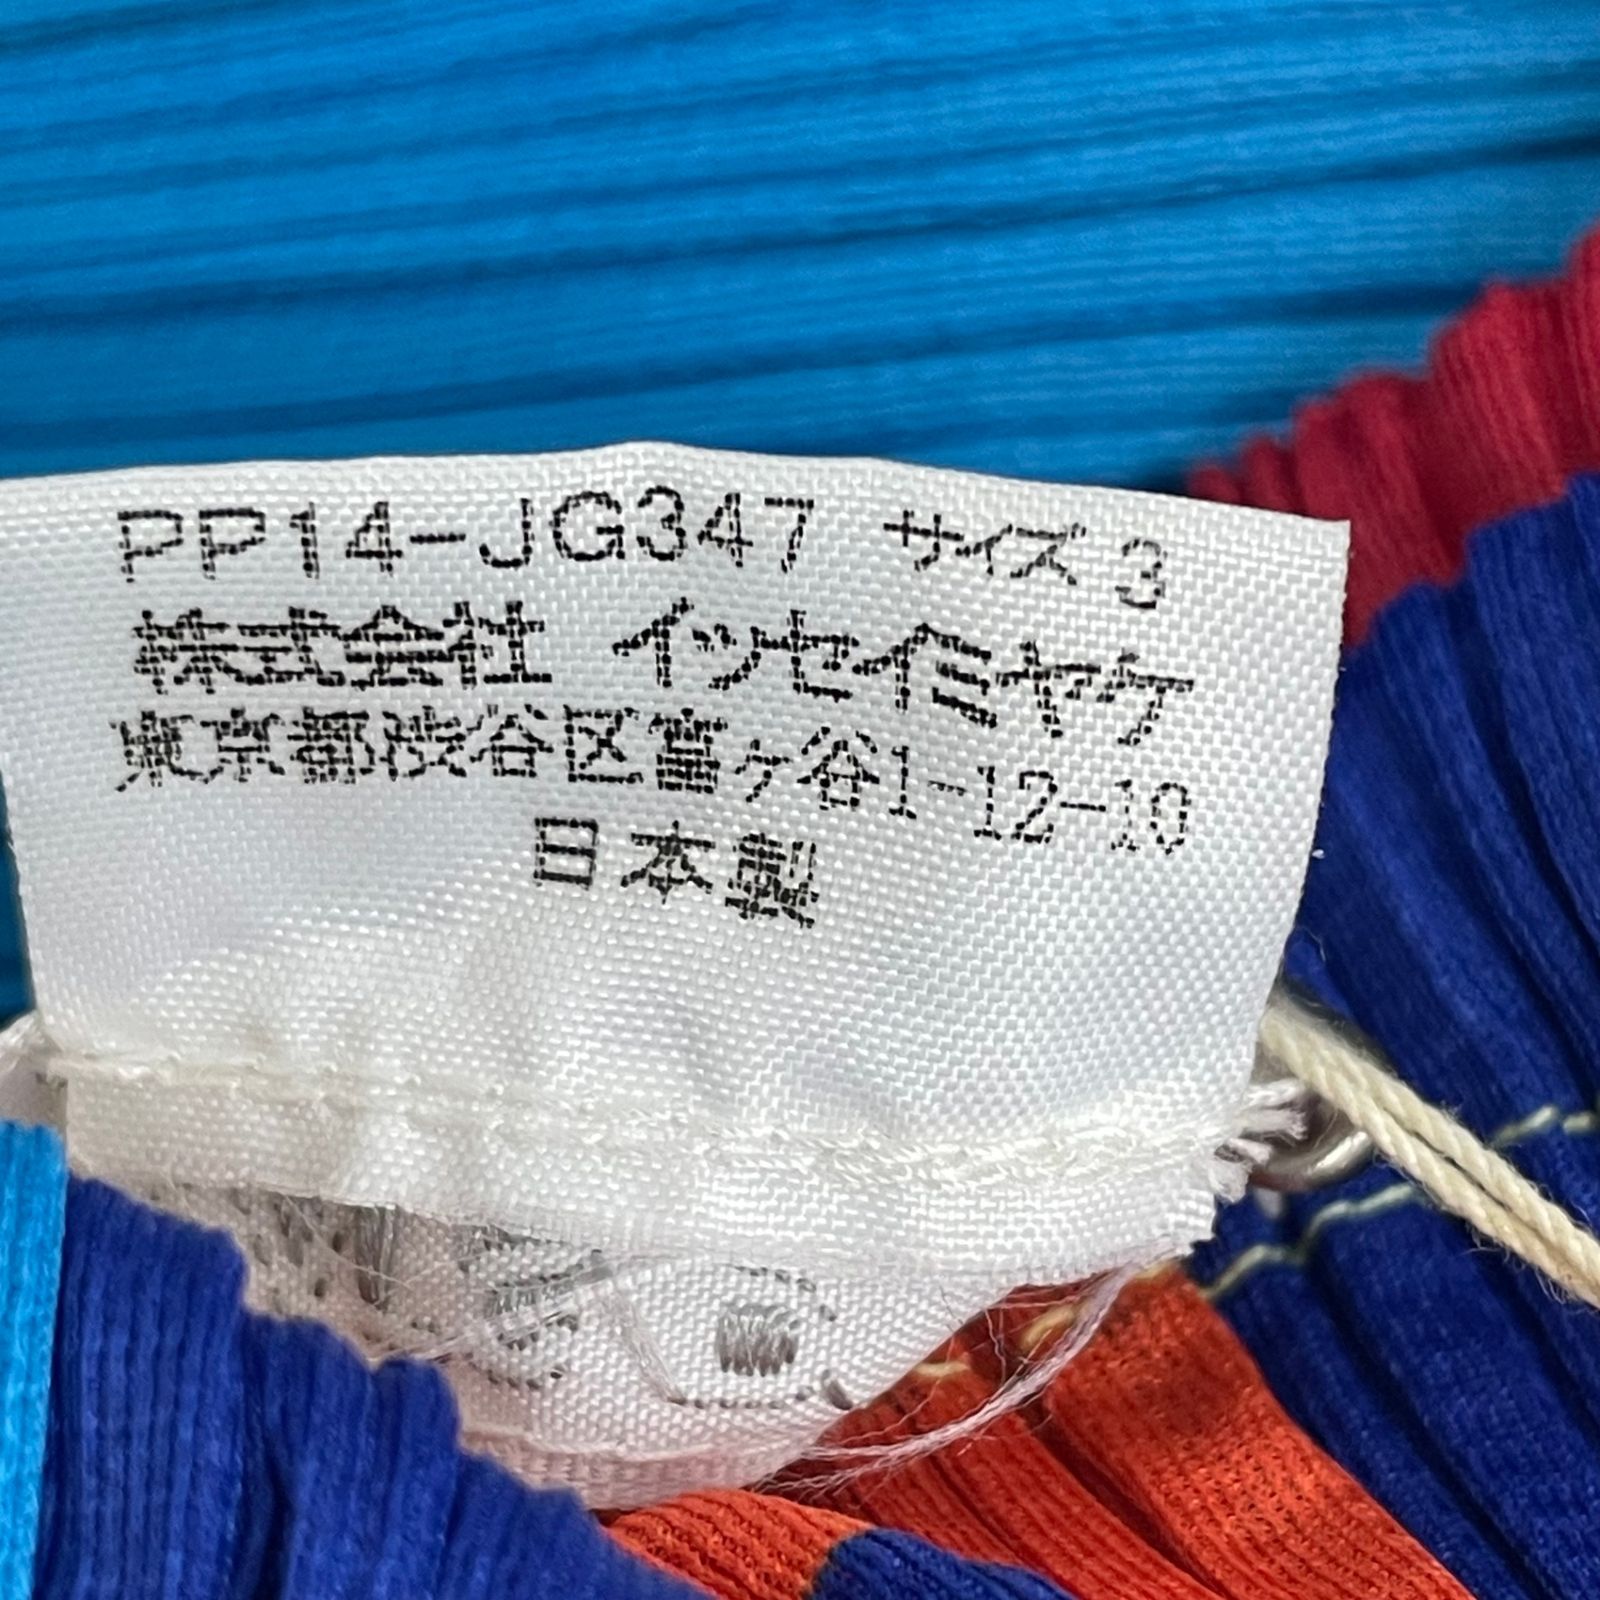 PP14-JG347 サイズ3
株式会社 イッセイミヤケ
東京都渋谷区富ヶ谷1-12-10
日本製